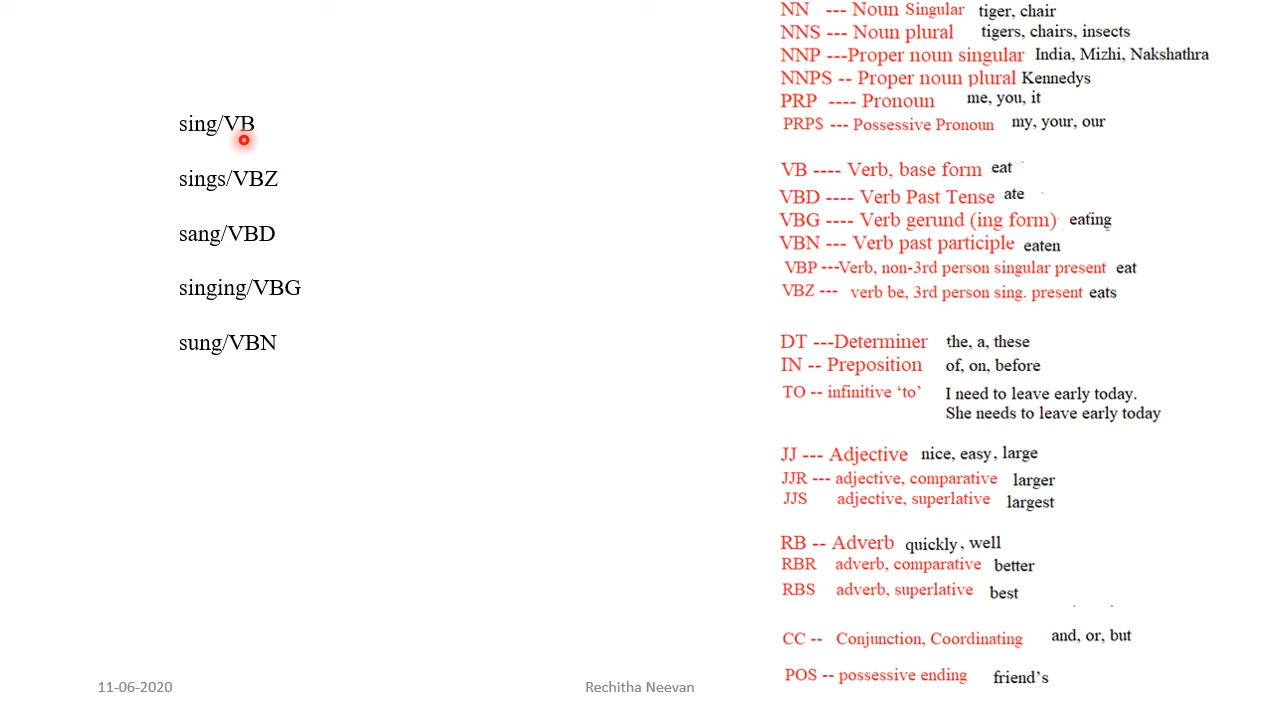 sing/VB
sings/VBZ
sang/VBD
singing/VBG
sung/VBN
NN --- Noun Singular tiger, chair
NNS --- Noun plural tigers, chairs, insects
NNP ---Proper noun singular India, Mizhi, Nakshathra
NNPS -- Proper noun plural Kennedys
PRP ---- Pronoun me, you, it
PRP$ --- Possessive Pronoun my, your, our
VB ---- Verb, base form eat
VBD ---- Verb Past Tense ate
VBG ---- Verb gerund (ing form) eating
VBN --- Verb past participle eaten
VBP ---Verb, non-3rd person singular present eat
VBZ --- verb be, 3rd person sing. present eats
DT ---Determiner the, a, these
IN -- Preposition of, on, before
TO -- infinitive ‘to’ I need to leave early today.
She needs to leave early today
JJ --- Adjective nice, easy, large
JJR --- adjective, comparative larger
JJS adjective, superlative largest
RB -- Adverb quickly, well
RBR adverb, comparative better
RBS adverb, superlative best
CC -- Conjunction, Coordinating and, or, but
POS -- possessive ending friend’s
11-06-2020
Rechitha Neevan